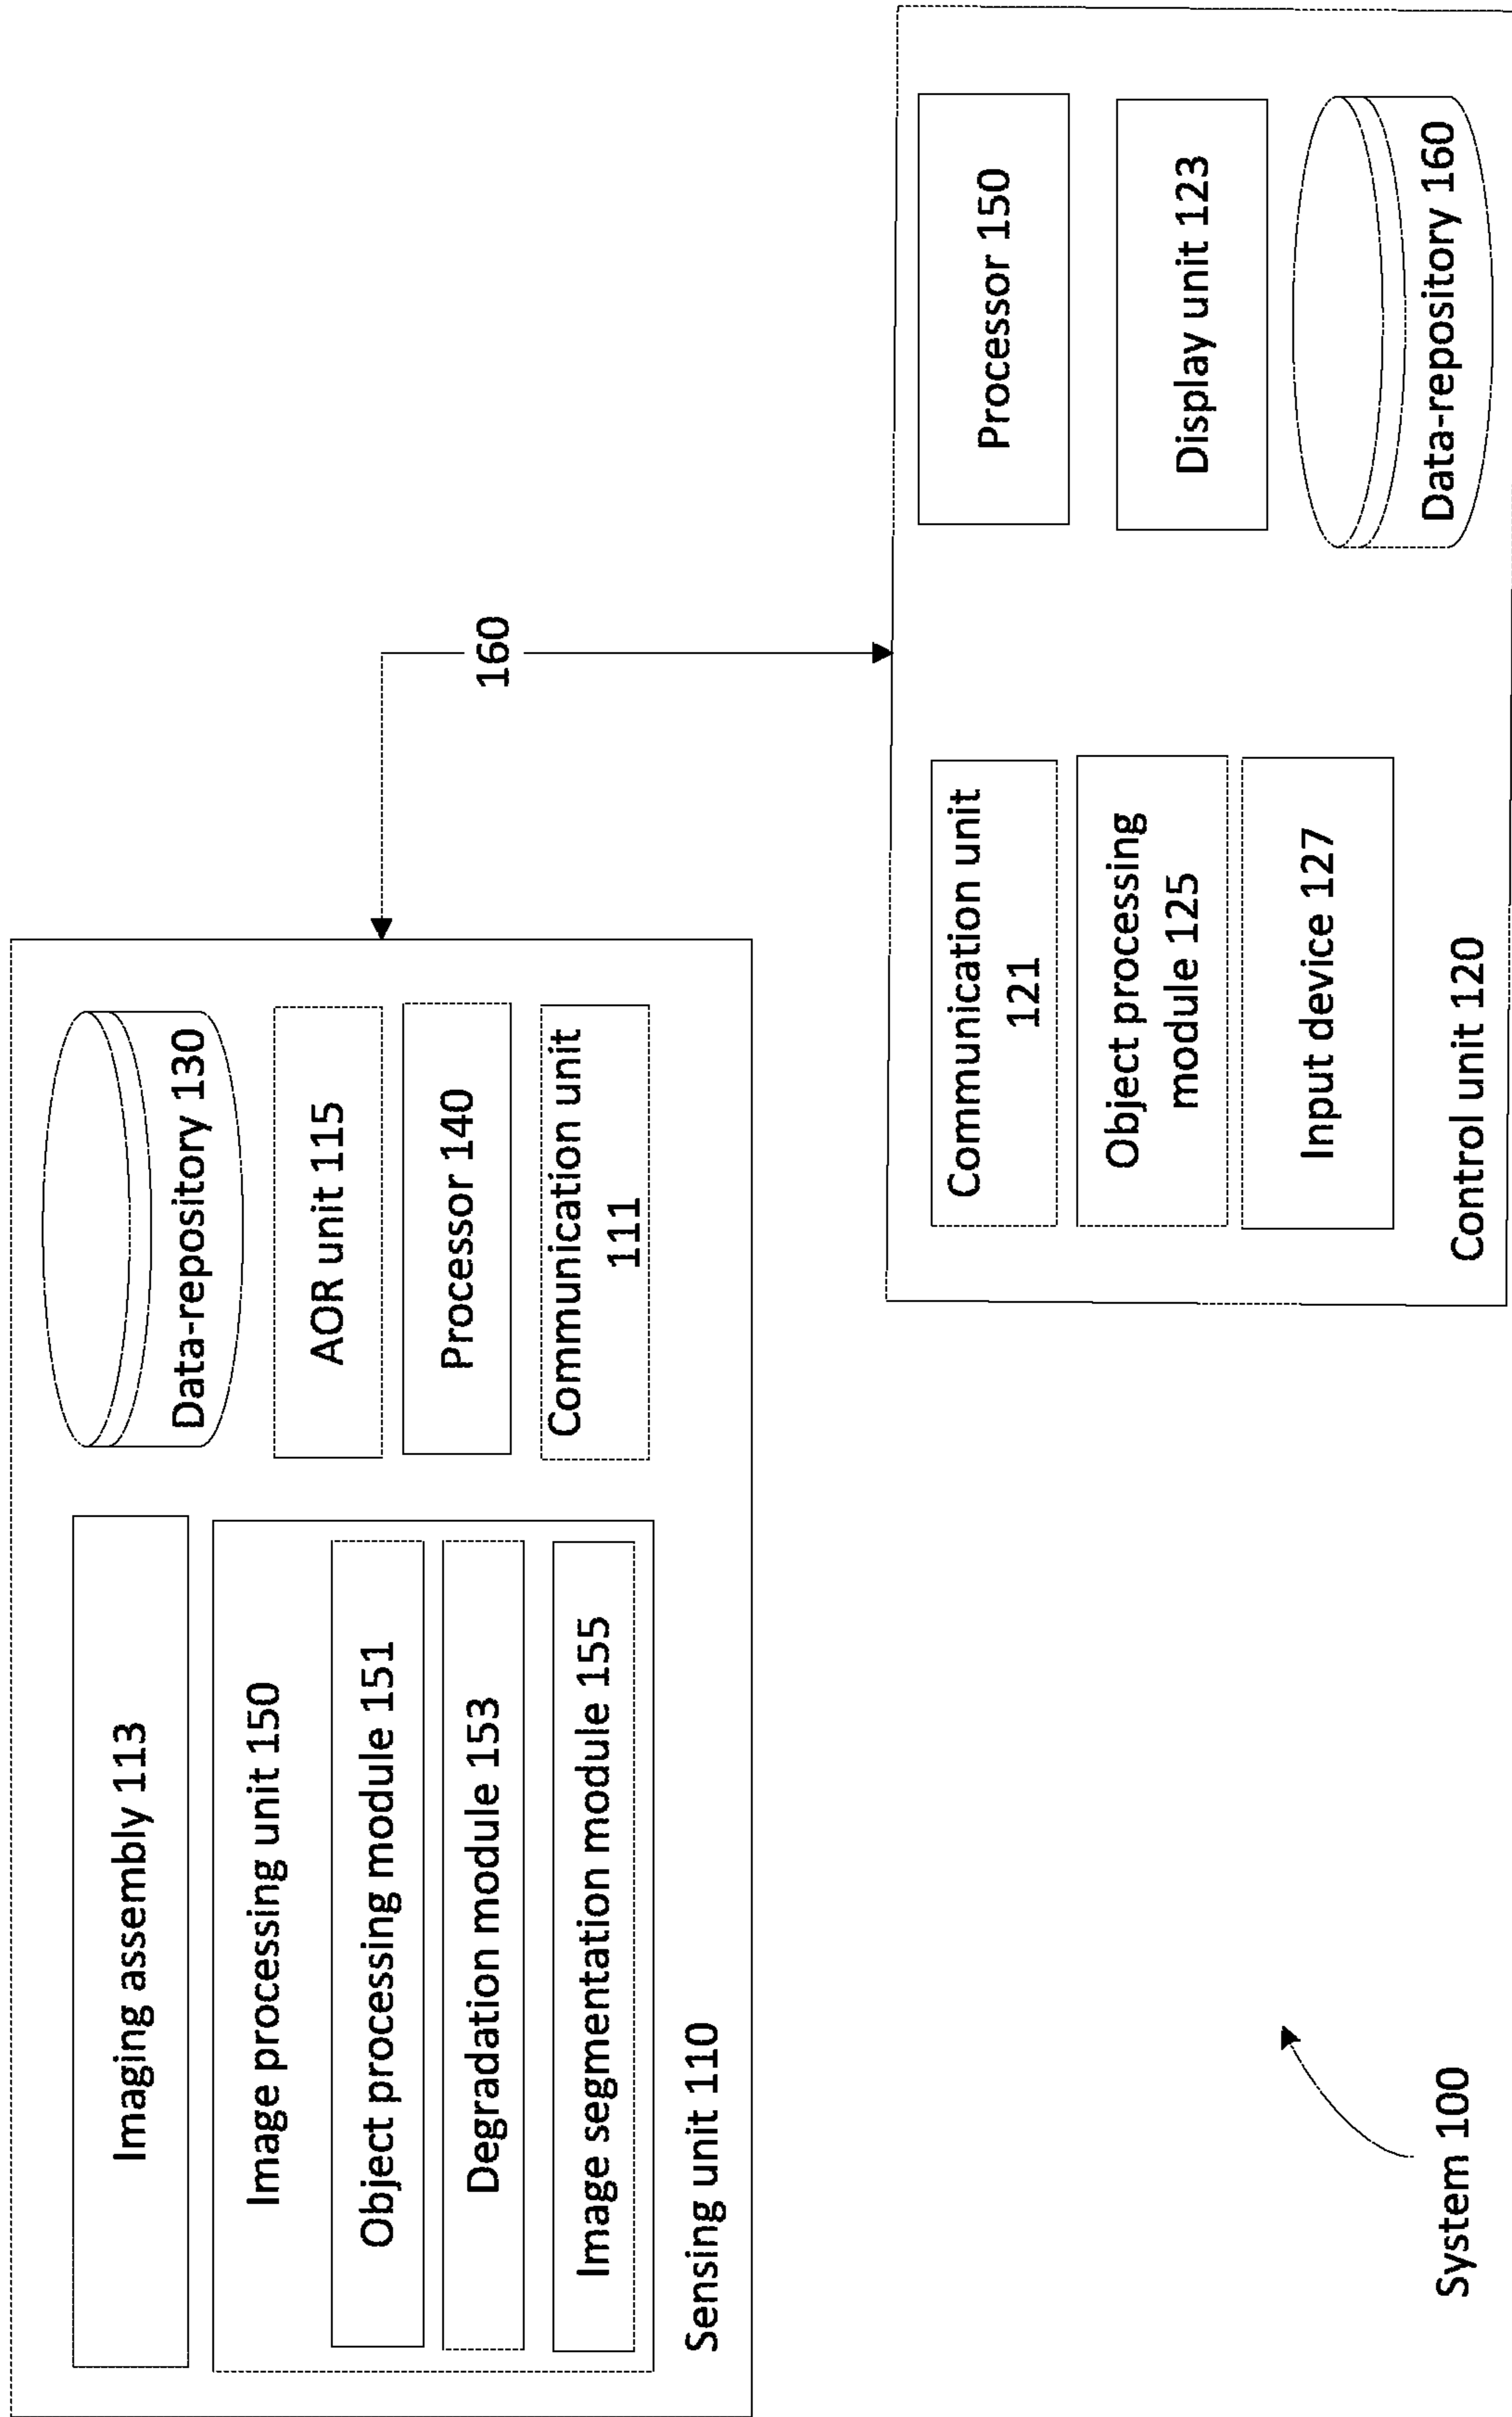 Imaging assembly 113
Image processing unit 150
Object processing module 151
Degradation module 153
Image segmentation module 155
Sensing unit 110
Data-repository 130
AOR unit 115
Processor 140
Communication unit
111
160
Communication unit
121
Object processing
module 125
Input device 127
Control unit 120
Processor 150
Display unit 123
Data-repository 160
System 100